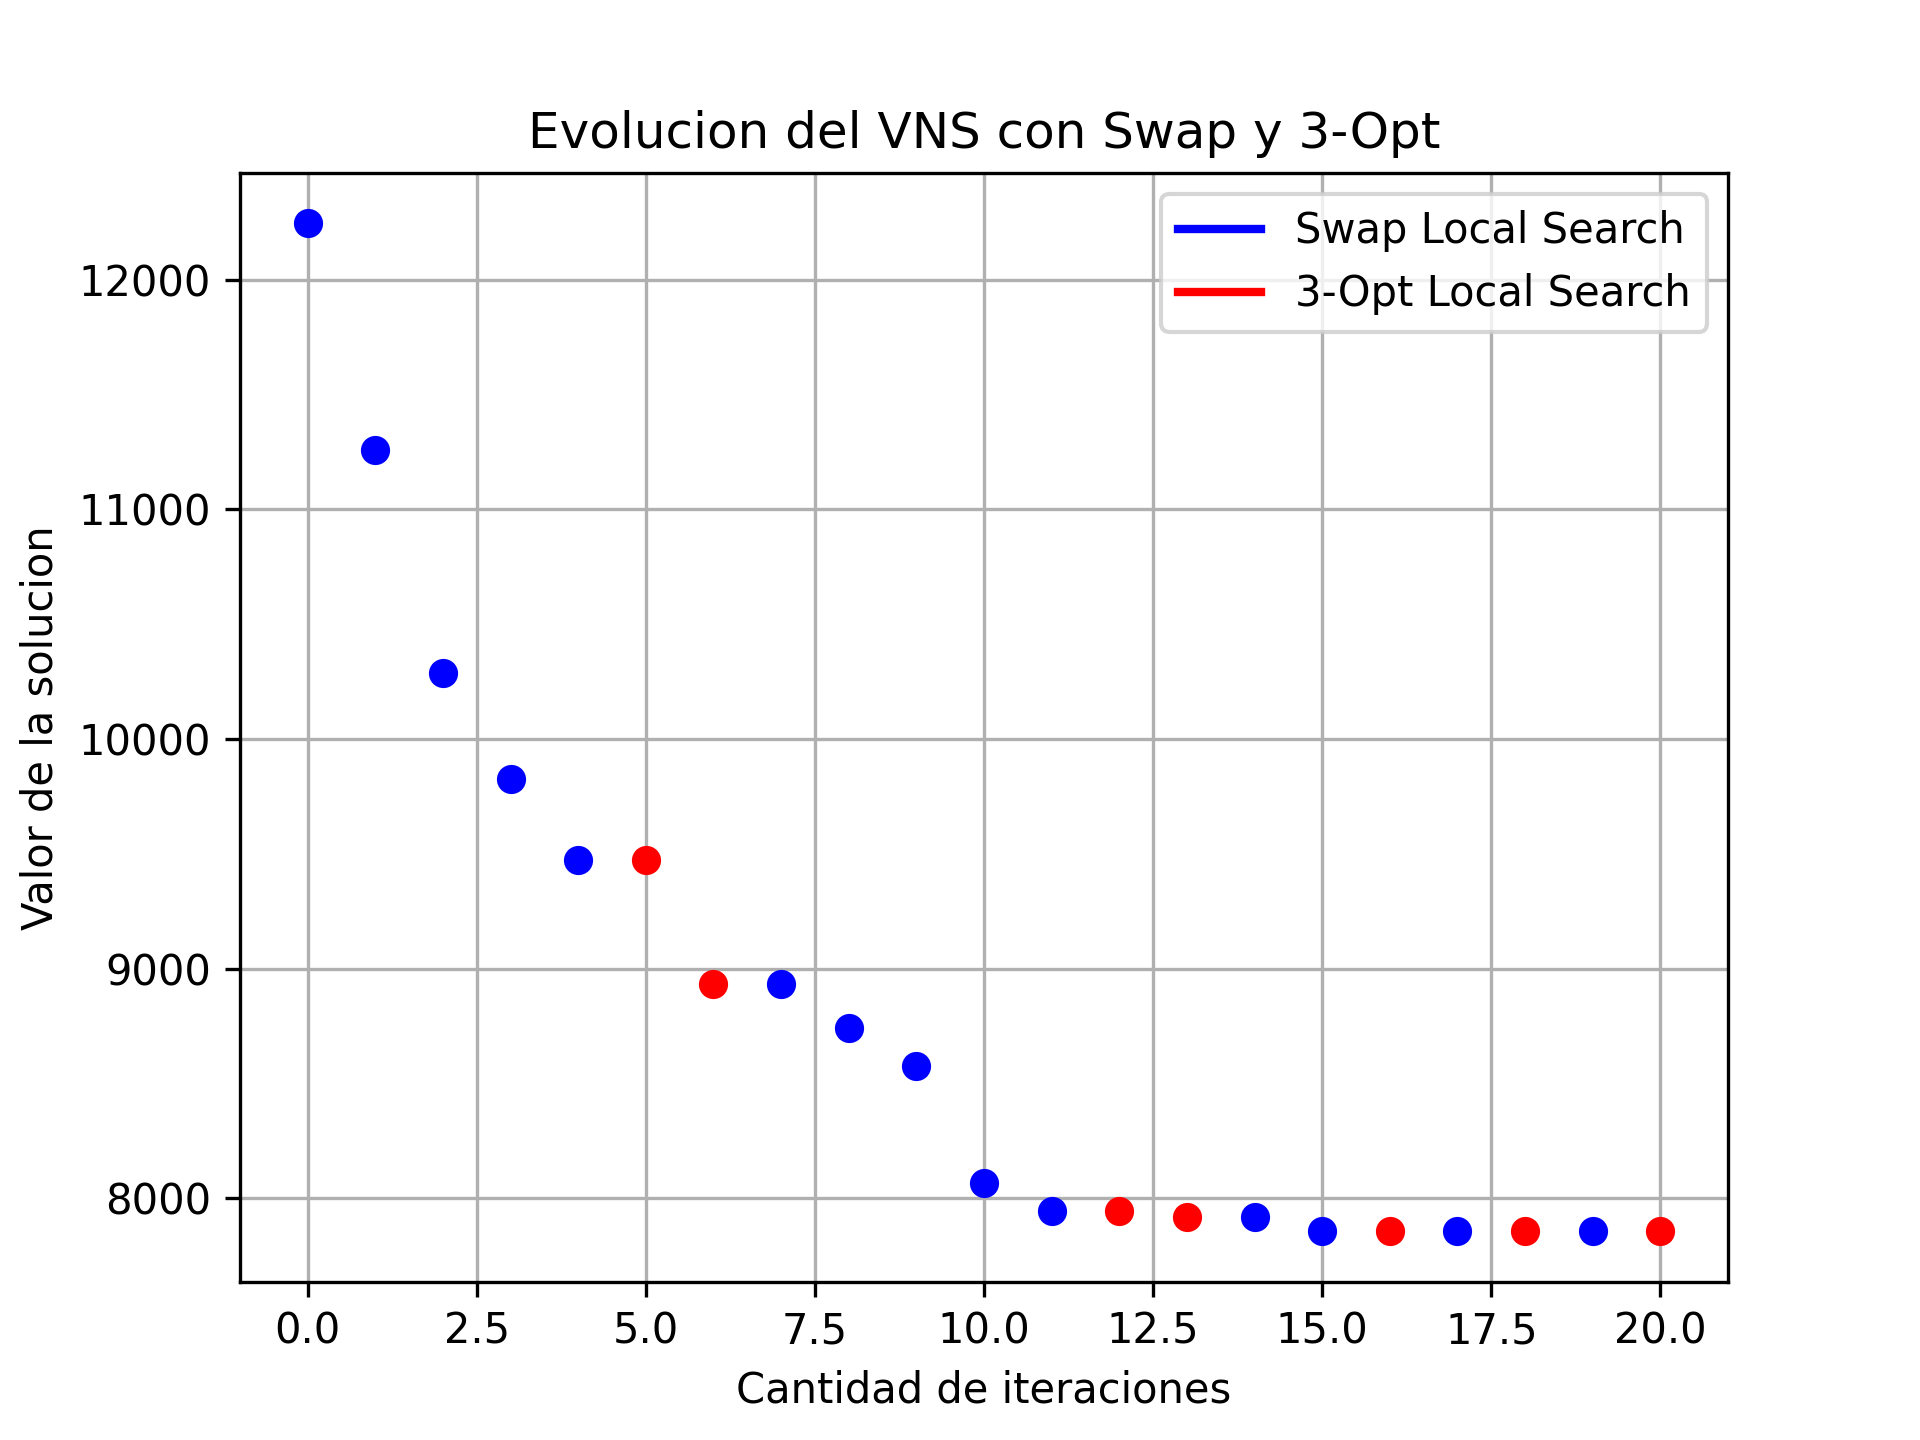 Evolucion del VNS con Swap y 3-Opt
Swap Local Search
3-Opt Local Search
Valor de la solucion
12000
11000
10000
9000
8000
0.0 2.5 5.0 7.5 10.0 12.5 15.0 17.5 20.0
Cantidad de iteraciones